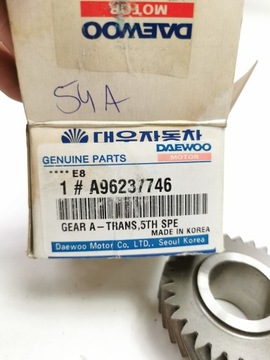 DAEWOO
MOTOR
54A
대우자동차
GENUINE PARTS
DAEWOO
MOTOR
**** E8
1 # A96237746
GEAR A-TRANS,5TH SPE
MADE IN KOREA
Daewoo Motor Co., LTD., Seoul Korea